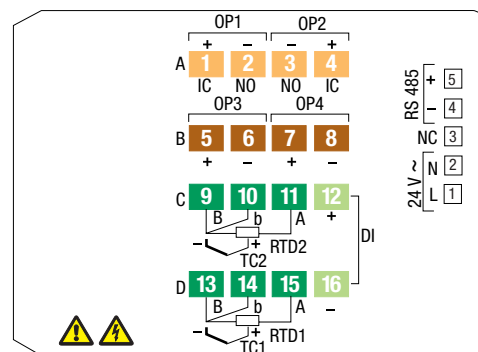 OP1 OP2
+ – – +
A 1 2 3 4
IC NO NO IC
OP3 OP4
B 5 6 7 8
+ – + –
C 9 10 11 12
B b A +
– + RTD2
TC2
DI
D 13 14 15 16
B b A –
– + RTD1
TC1
RS 485
+ 5
– 4
NC 3
24 V ~
N 2
L 1